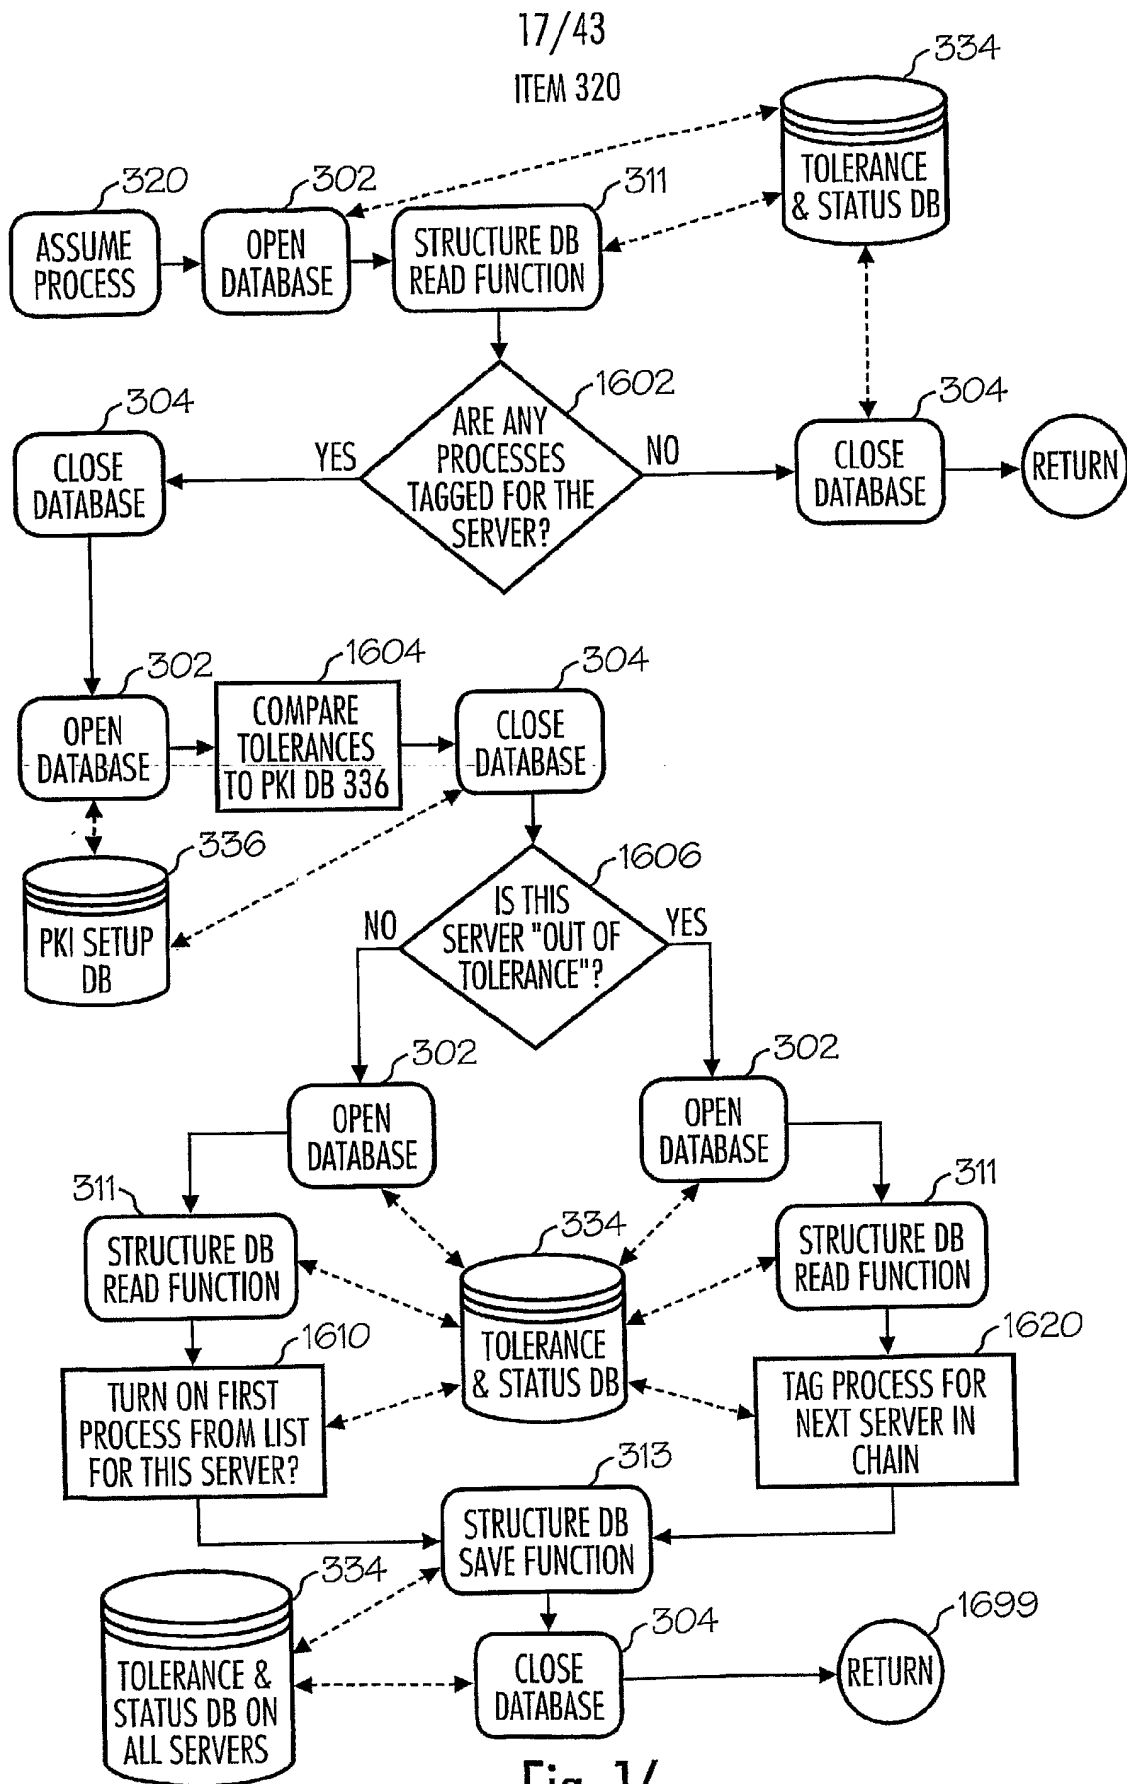 17/43
ITEM 320
334
TOLERANCE
& STATUS DB
320
ASSUME
PROCESS
302
OPEN
DATABASE
311
STRUCTURE DB
READ FUNCTION
1602
ARE ANY
PROCESSES
TAGGED FOR THE
SERVER?
YES
NO
304
CLOSE
DATABASE
304
CLOSE
DATABASE
RETURN
302
OPEN
DATABASE
1604
COMPARE
TOLERANCES
TO PKI DB 336
304
CLOSE
DATABASE
336
PKI SETUP
DB
1606
IS THIS
SERVER "OUT OF
TOLERANCE"?
NO
YES
302
OPEN
DATABASE
302
OPEN
DATABASE
311
STRUCTURE DB
READ FUNCTION
334
TOLERANCE
& STATUS DB
311
STRUCTURE DB
READ FUNCTION
1610
TURN ON FIRST
PROCESS FROM LIST
FOR THIS SERVER?
1620
TAG PROCESS FOR
NEXT SERVER IN
CHAIN
313
STRUCTURE DB
SAVE FUNCTION
334
TOLERANCE &
STATUS DB ON
ALL SERVERS
304
CLOSE
DATABASE
1699
RETURN
Fig.